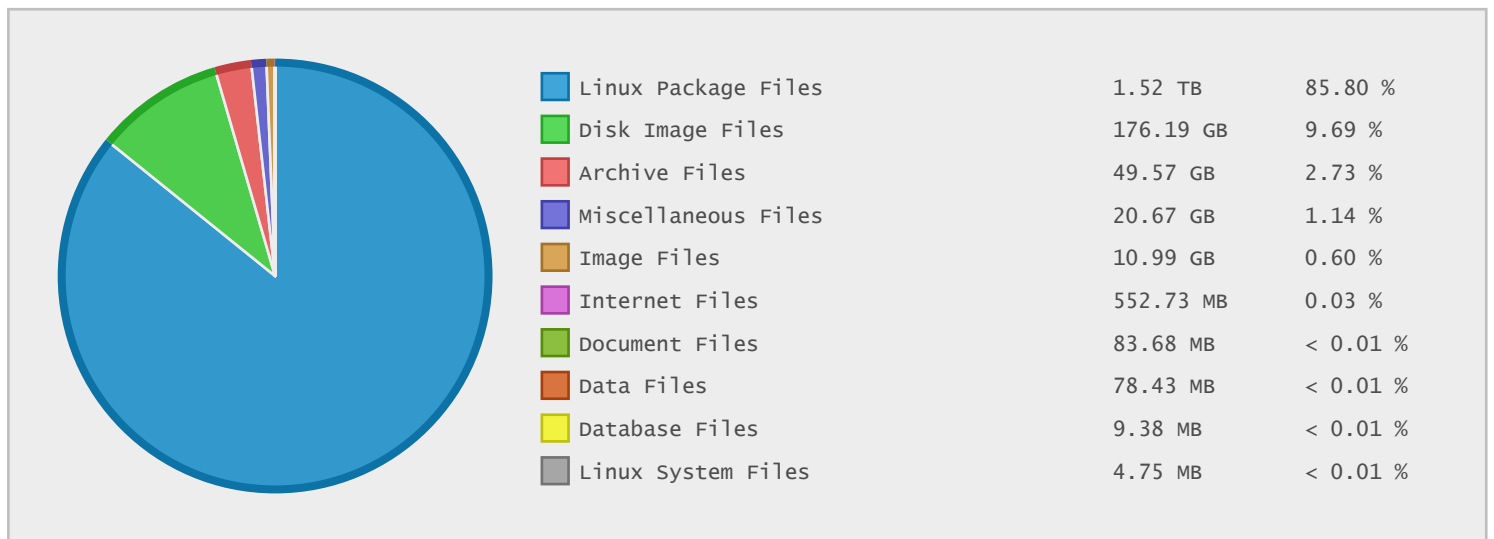 Linux Package Files 1.52 TB 85.80 %
Disk Image Files 176.19 GB 9.69 %
Archive Files 49.57 GB 2.73 %
Miscellaneous Files 20.67 GB 1.14 %
Image Files 10.99 GB 0.60 %
Internet Files 552.73 MB 0.03 %
Document Files 83.68 MB < 0.01 %
Data Files 78.43 MB < 0.01 %
Database Files 9.38 MB < 0.01 %
Linux System Files 4.75 MB < 0.01 %